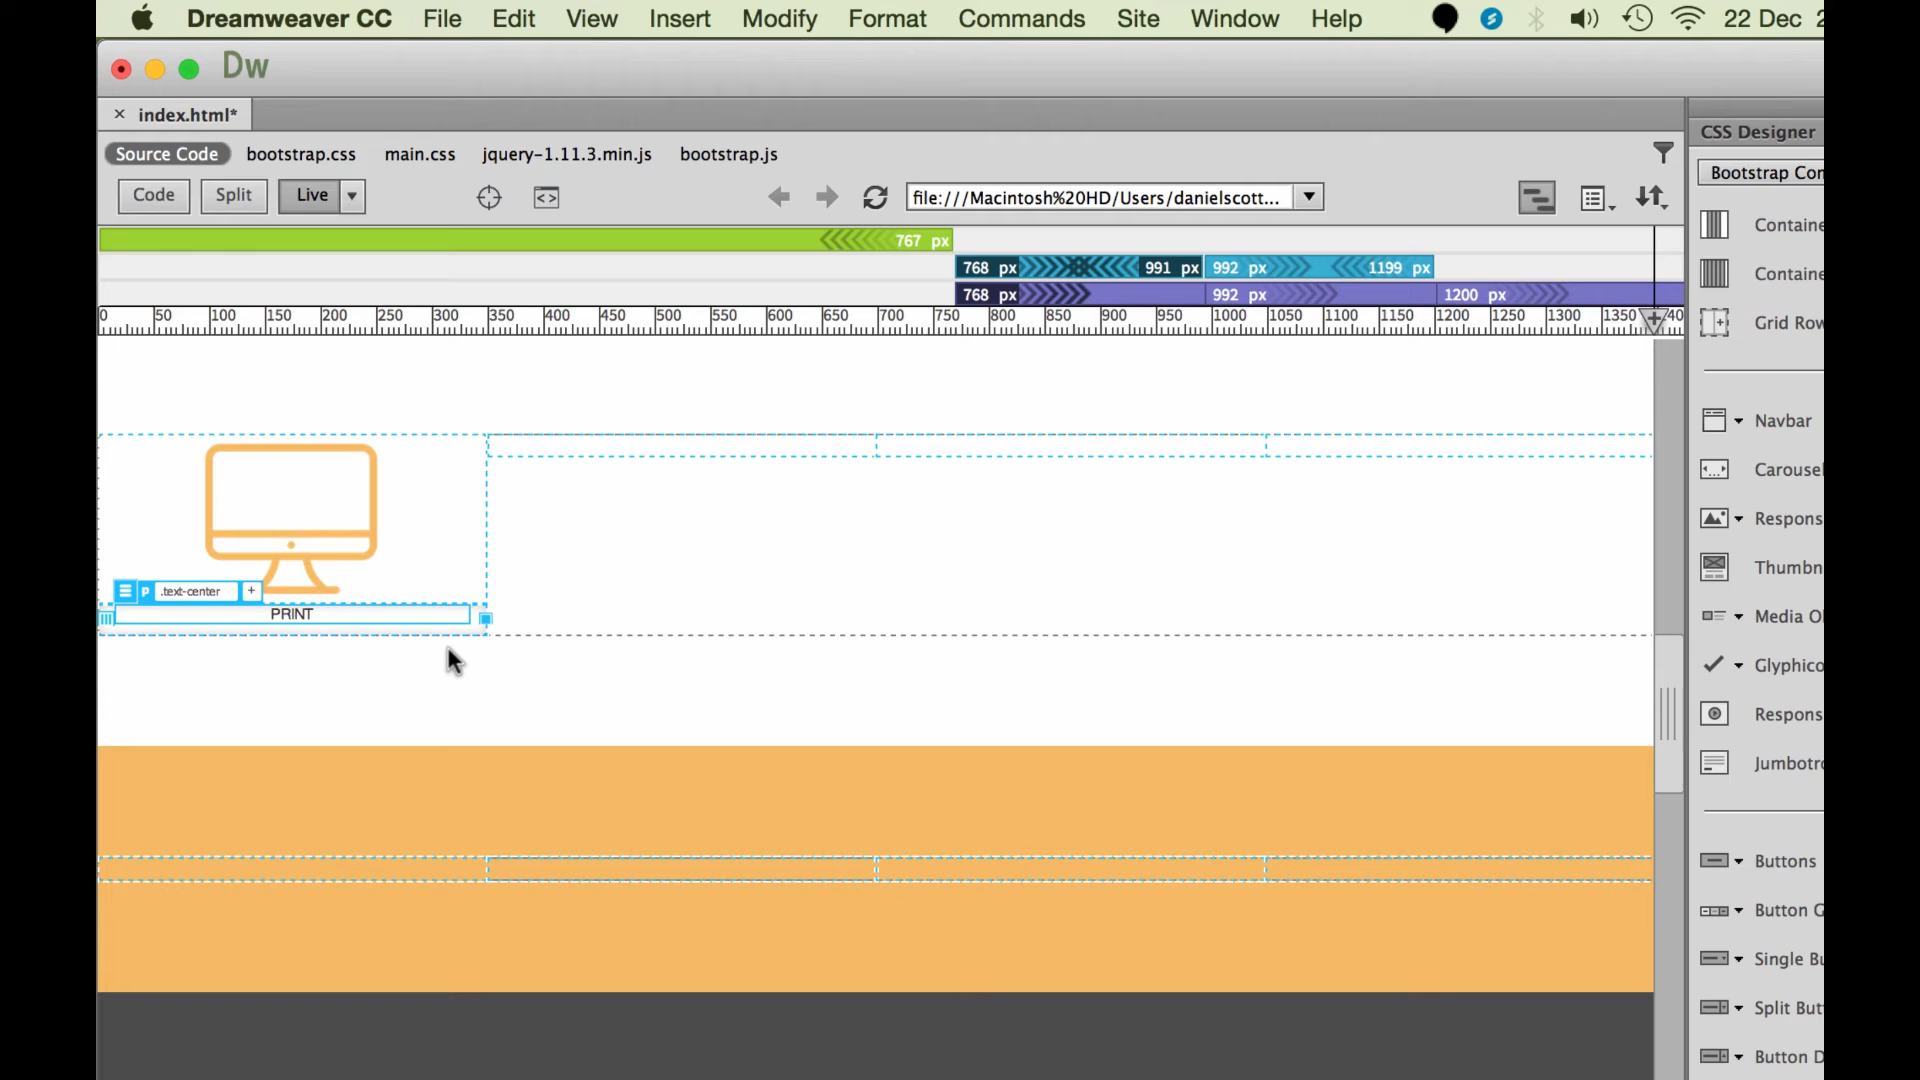 Dreamweaver CC File Edit View Insert Modify Format Commands Site Window Help 22 Dec
Dw
× index.html*
CSS Designer
Source Code bootstrap.css main.css jquery-1.11.3.min.js bootstrap.js
Bootstrap Con
Code Split Live file:///Macintosh%20HD/Users/danielscott...
Containe
767 px
768 px 991 px 992 px 1199 px
Containe
768 px 992 px 1200 px
0 50 100 150 200 250 300 350 400 450 500 550 600 650 700 750 800 850 900 950 1000 1050 1100 1150 1200 1250 1300 1350 40
Grid Row
Navbar
Carousel
Respons
Thumbn
P .text-center +
PRINT
Media Ol
Glyphico
Respons
Jumbotro
Buttons
Button G
Single Bu
Split But
Button D